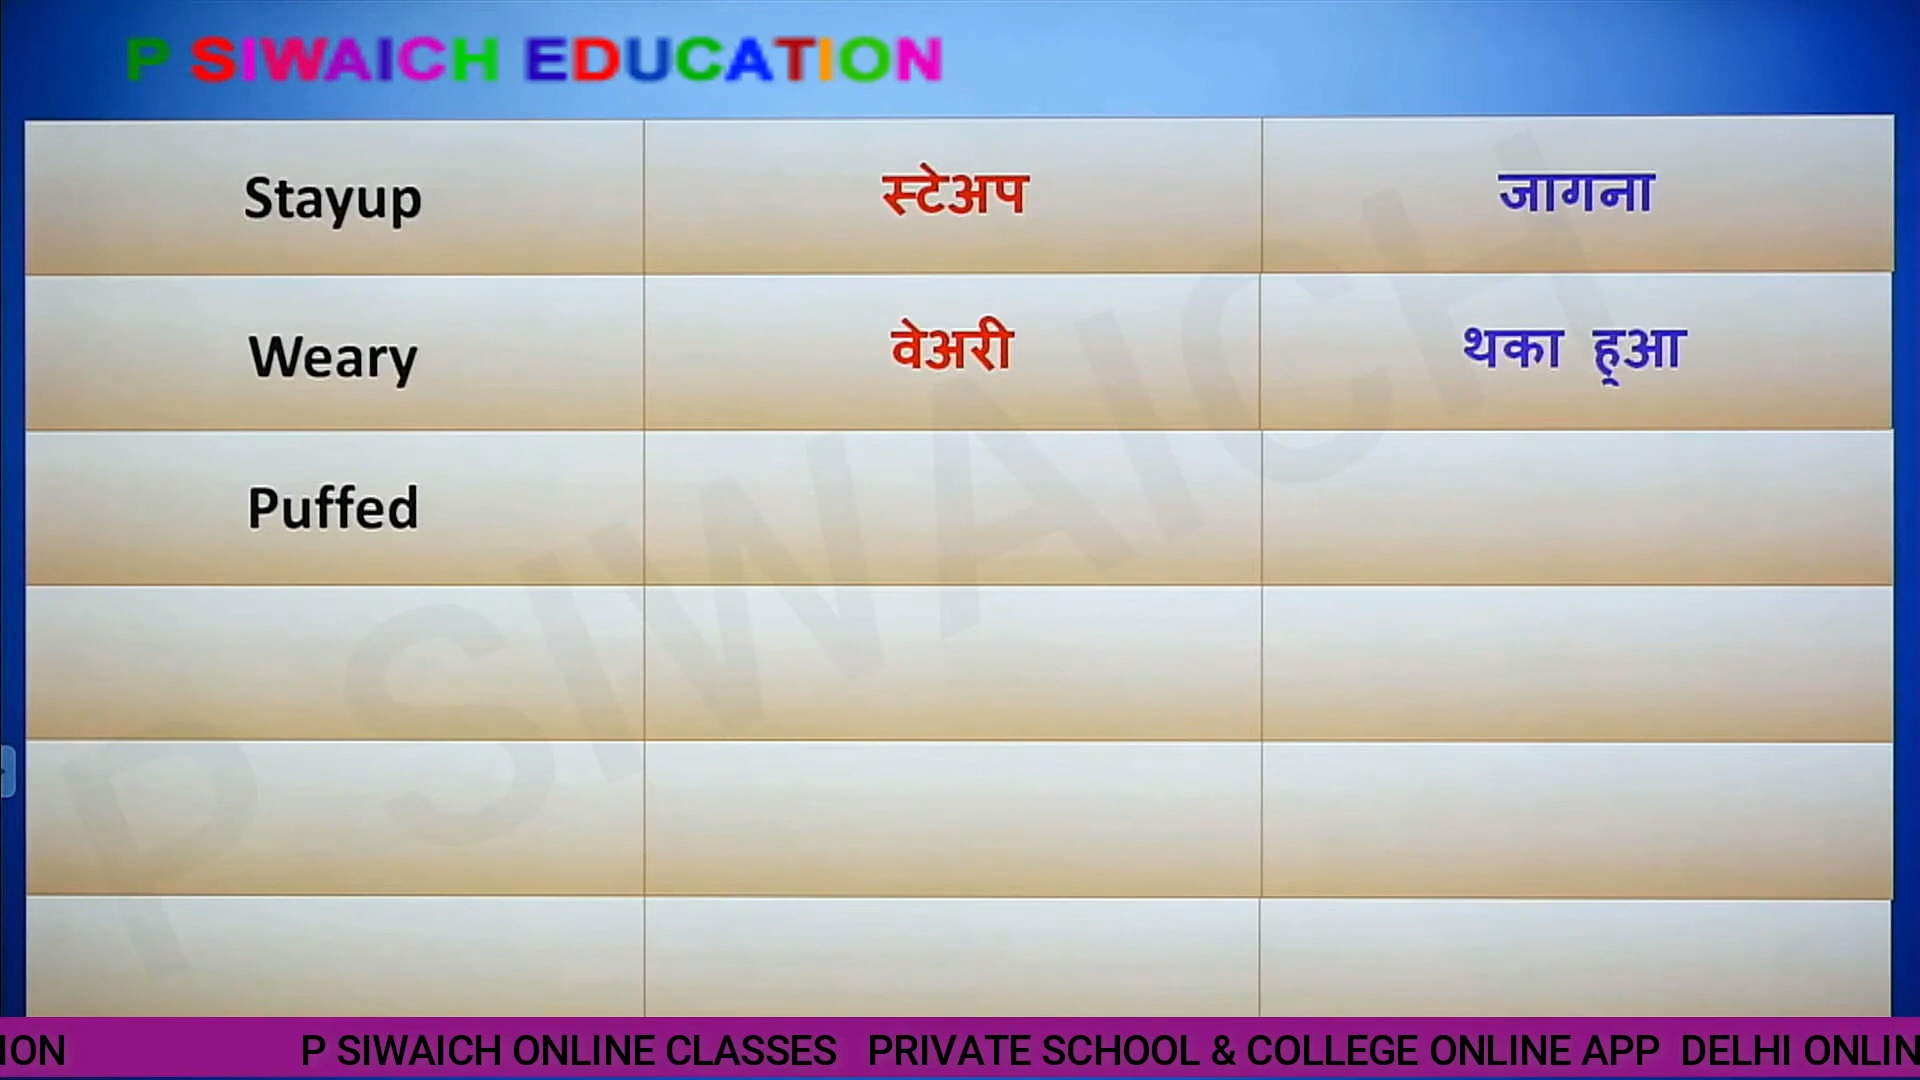 P SIWAICH EDUCATION
Stayup स्टेअप जागना
Weary वेअरी थका हुआ
Puffed
P SIWAICH
ION P SIWAICH ONLINE CLASSES PRIVATE SCHOOL & COLLEGE ONLINE APP DELHI ONLIN